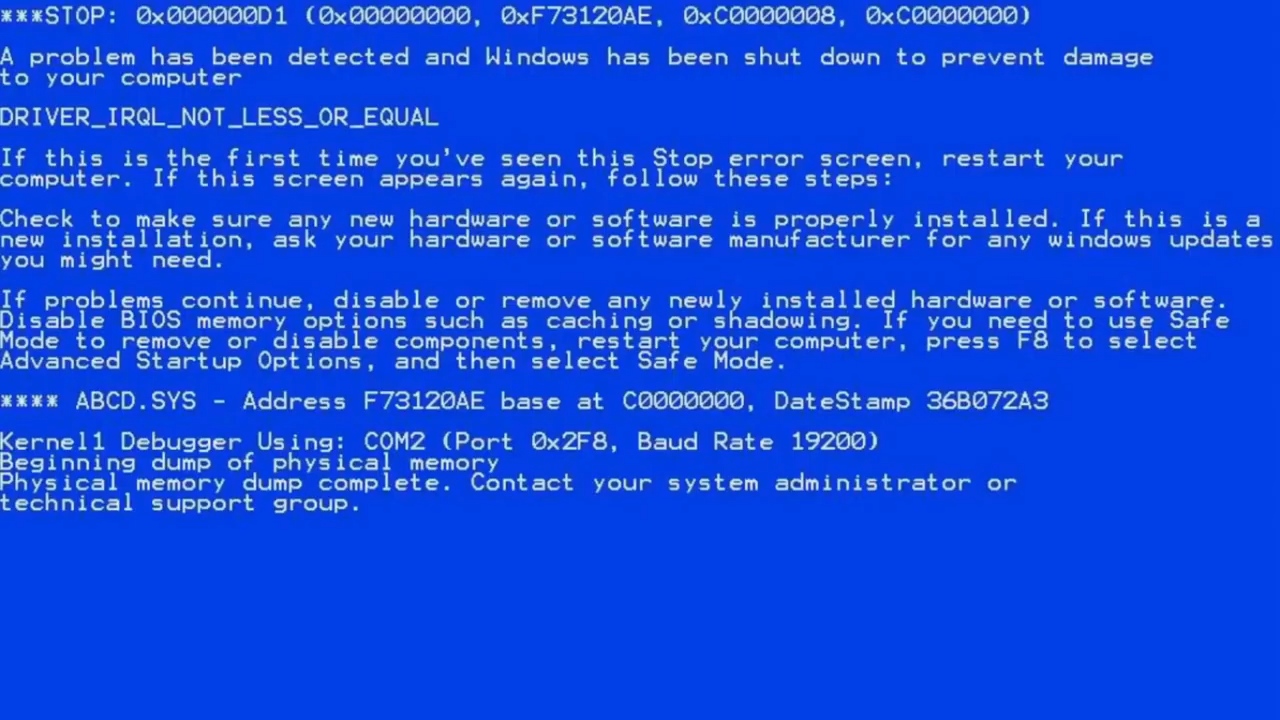 ***STOP: 0x000000D1 (0x00000000, 0xF73120AE, 0xC0000008, 0xC0000000)
A problem has been detected and Windows has been shut down to prevent damage
to your computer
DRIVER_IRQL_NOT_LESS_OR_EQUAL
If this is the first time you've seen this Stop error screen, restart your
computer. If this screen appears again, follow these steps:
Check to make sure any new hardware or software is properly installed. If this is a
new installation, ask your hardware or software manufacturer for any windows updates
you might need.
If problems continue, disable or remove any newly installed hardware or software.
Disable BIOS memory options such as caching or shadowing. If you need to use Safe
Mode to remove or disable components, restart your computer, press F8 to select
Advanced Startup Options, and then select Safe Mode.
**** ABCD.SYS - Address F73120AE base at C0000000, DateStamp 36B072A3
Kernel1 Debugger Using: COM2 (Port 0x2F8, Baud Rate 19200)
Beginning dump of physical memory
Physical memory dump complete. Contact your system administrator or
technical support group.